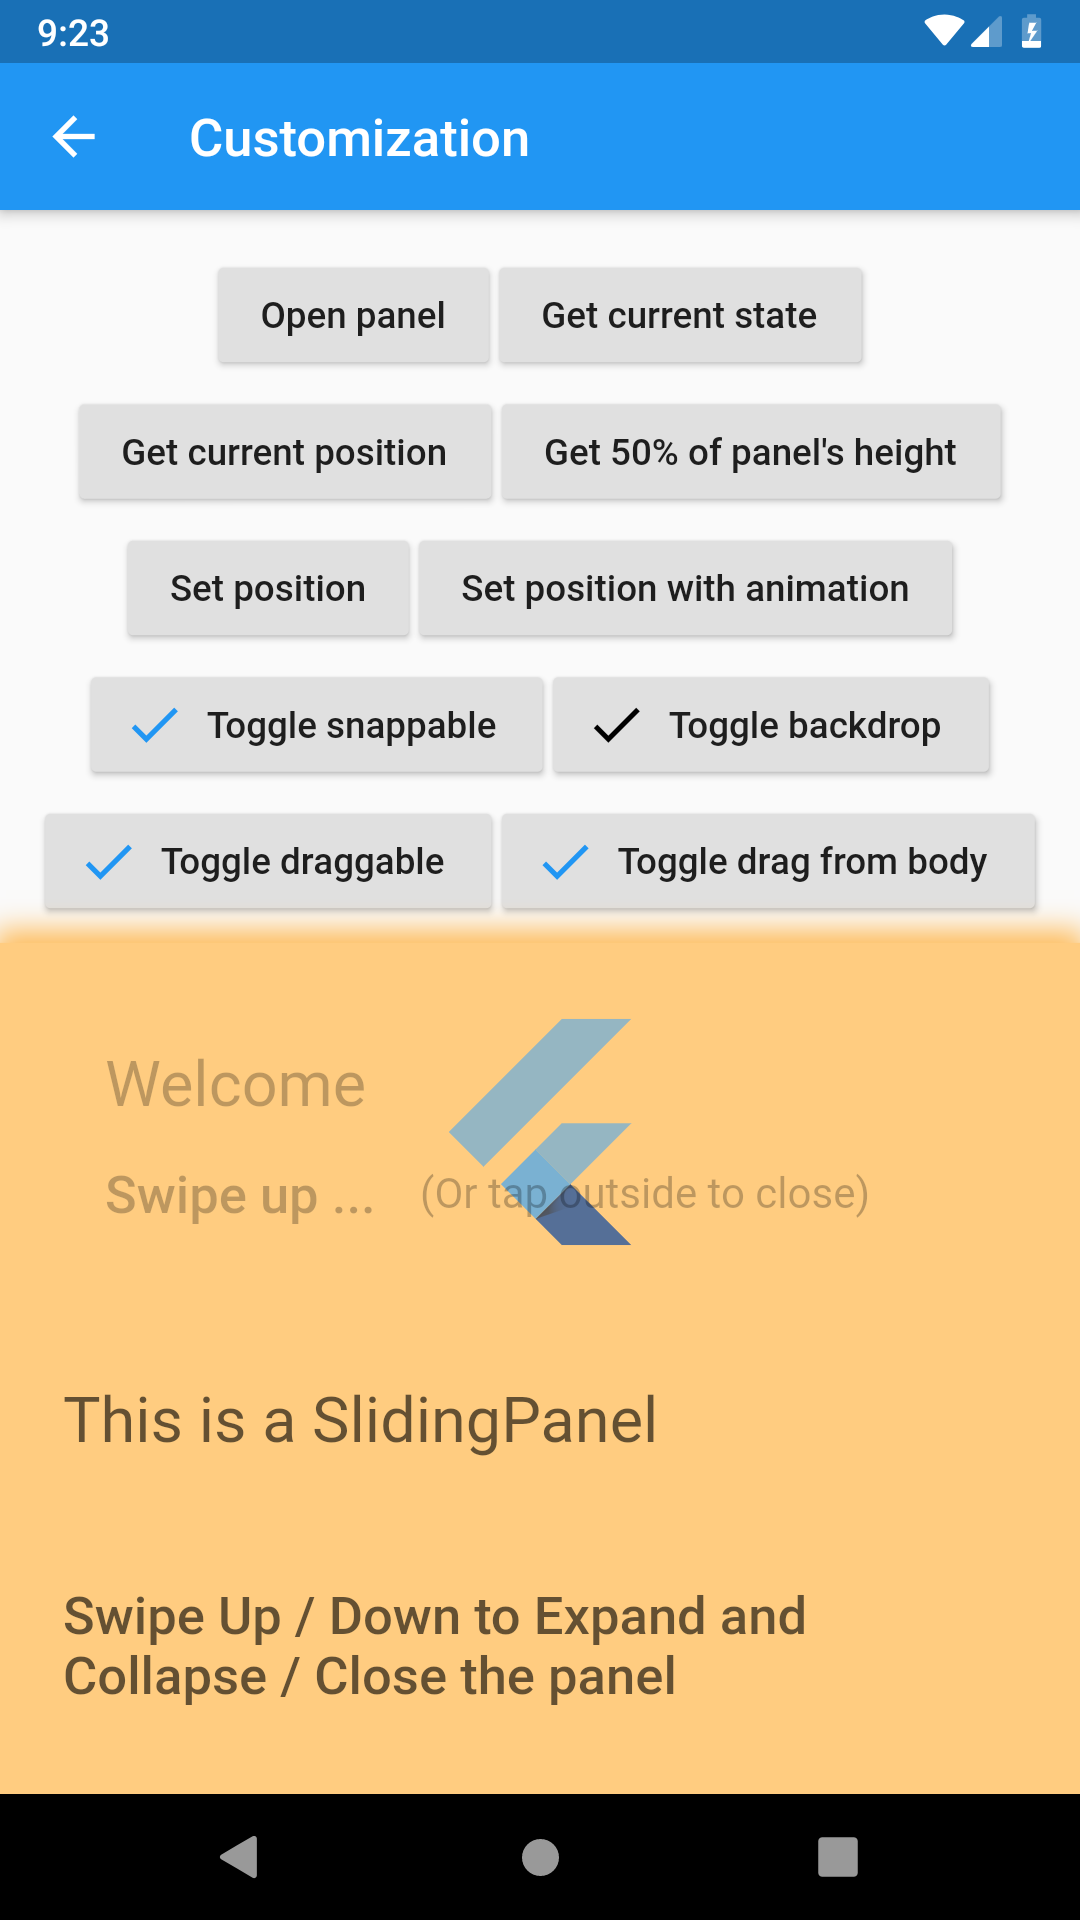 9:23
Customization
Open panel Get current state
Get current position Get 50% of panel's height
Set position Set position with animation
Toggle snappable Toggle backdrop
Toggle draggable Toggle drag from body
Welcome
Swipe up ... (Or tap outside to close)
This is a SlidingPanel
Swipe Up / Down to Expand and
Collapse / Close the panel